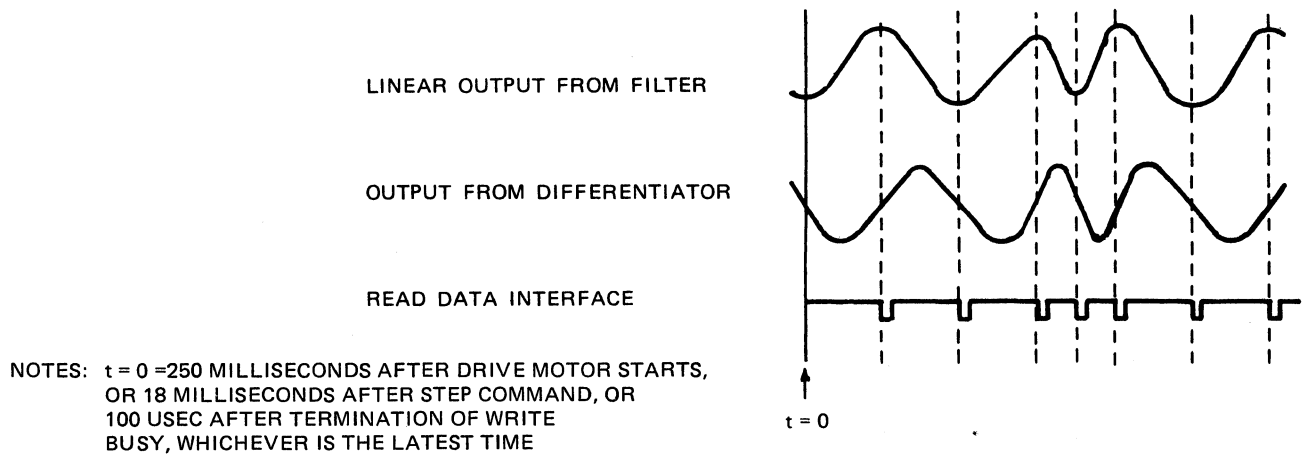 LINEAR OUTPUT FROM FILTER
OUTPUT FROM DIFFERENTIATOR
READ DATA INTERFACE
NOTES: t = 0 =250 MILLISECONDS AFTER DRIVE MOTOR STARTS,
OR 18 MILLISECONDS AFTER STEP COMMAND, OR
100 USEC AFTER TERMINATION OF WRITE
BUSY, WHICHEVER IS THE LATEST TIME
t = 0